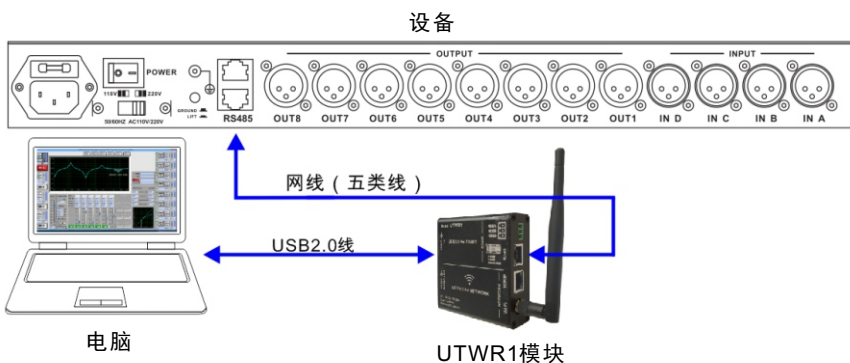 设备
OUTPUT
INPUT
POWER
110V 220V
50/60HZ AC110V/220V
GROUND
LIFT
RS485
OUT8 OUT7 OUT6 OUT5 OUT4 OUT3 OUT2 OUT1 IN D IN C IN B IN A
网线（五类线）
USB2.0线
电脑
UTWR1模块